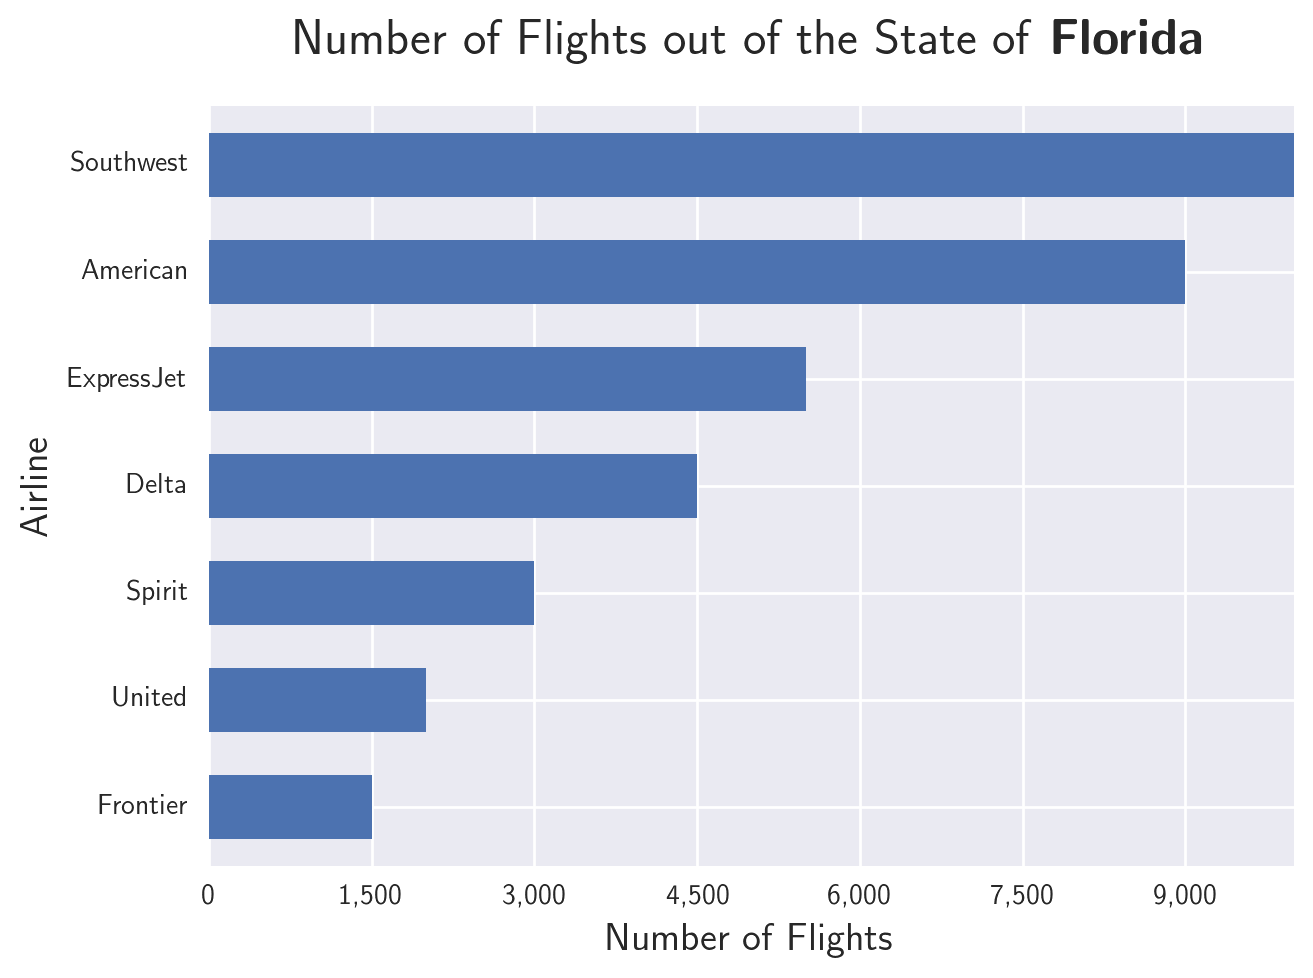 Number of Flights out of the State of Florida
Southwest
American
ExpressJet
Delta
Spirit
United
Frontier
Airline
0 1,500 3,000 4,500 6,000 7,500 9,000
Number of Flights